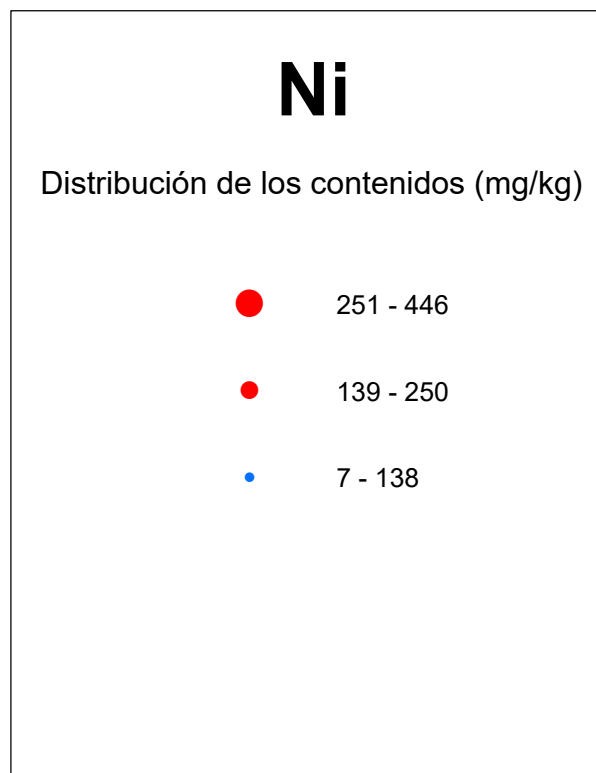 Ni
Distribución de los contenidos (mg/kg)
251 - 446
139 - 250
7 - 138